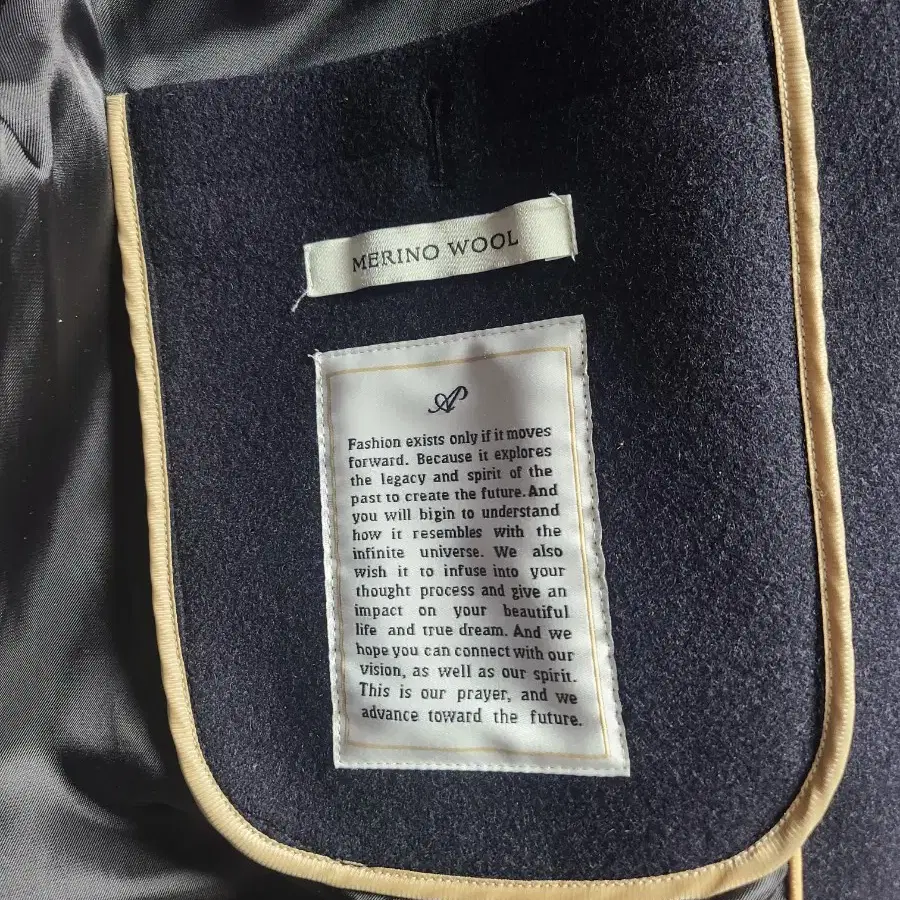 MERINO WOOL
AP
Fashion exists only if it moves
forward. Because it explores
the legacy and spirit of the
past to create the future. And
you will bigin to understand
how it resembles with the
infinite universe. We also
wish it to infuse into your
thought process and give an
impact on your beautiful
life and true dream. And we
hope you can connect with our
vision, as well as our spirit.
This is our prayer, and we
advance toward the future.